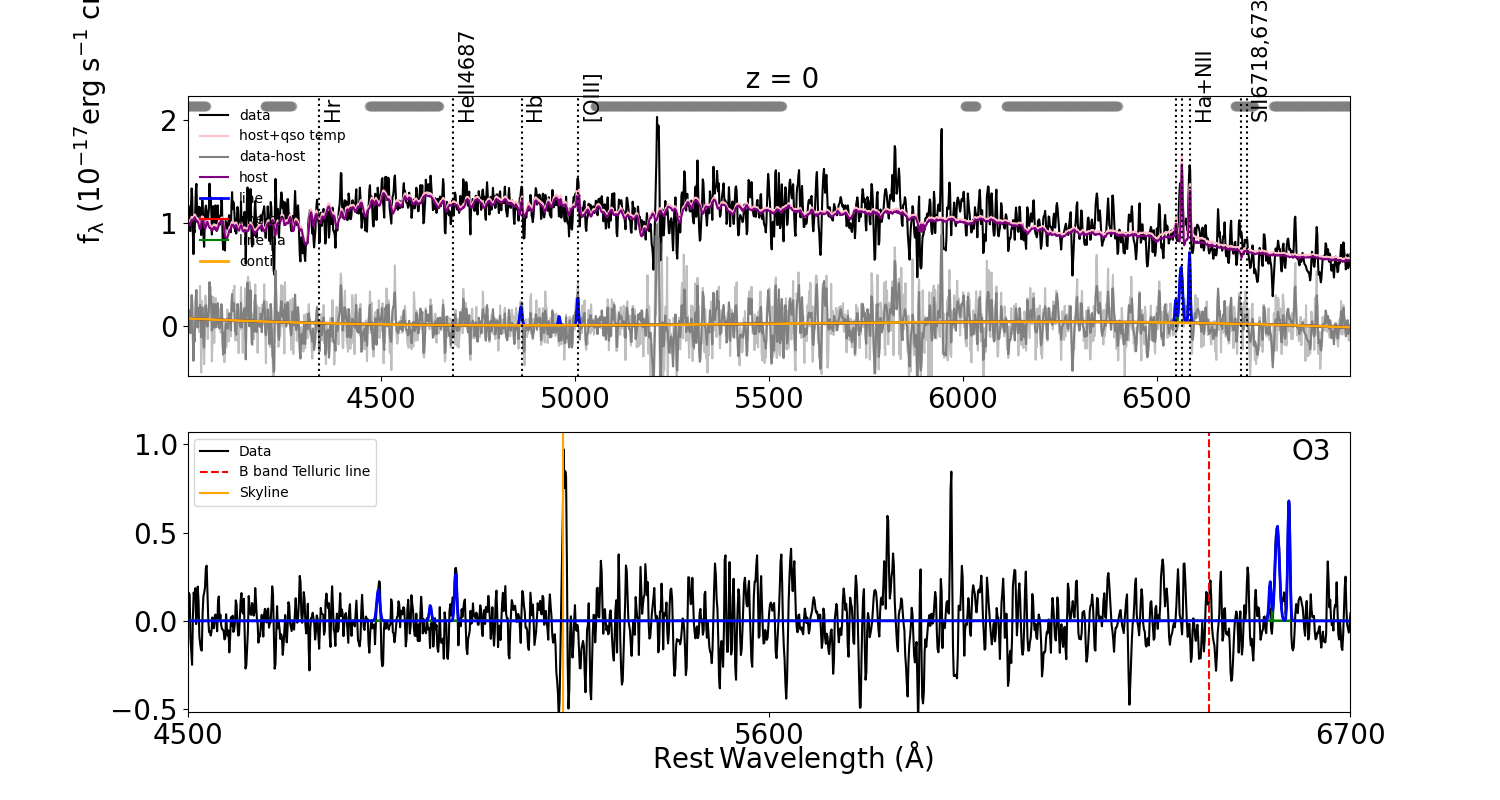 z = 0
Hr
HeII4687
Hb
[OIII]
Ha+NII
SII6718,673
f_λ (10^−17 erg s^−1 c
2
1
0
data
host+qso temp
data-host
host
line
line na
conti
4500
5000
5500
6000
6500
O3
Data
B band Telluric line
Skyline
1.0
0.5
0.0
−0.5
4500
5600
6700
Rest Wavelength (Å)